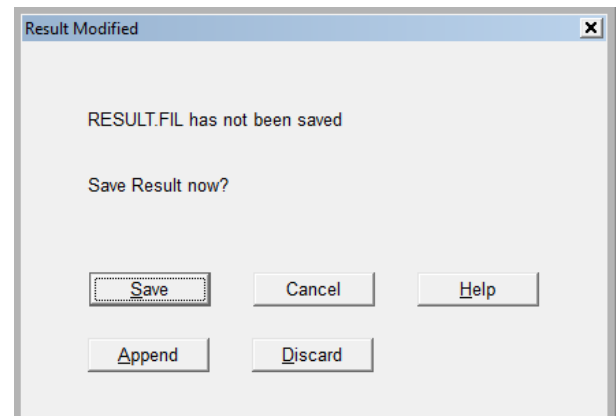 Result Modified
RESULT.FIL has not been saved
Save Result now?
Save Cancel Help
Append Discard